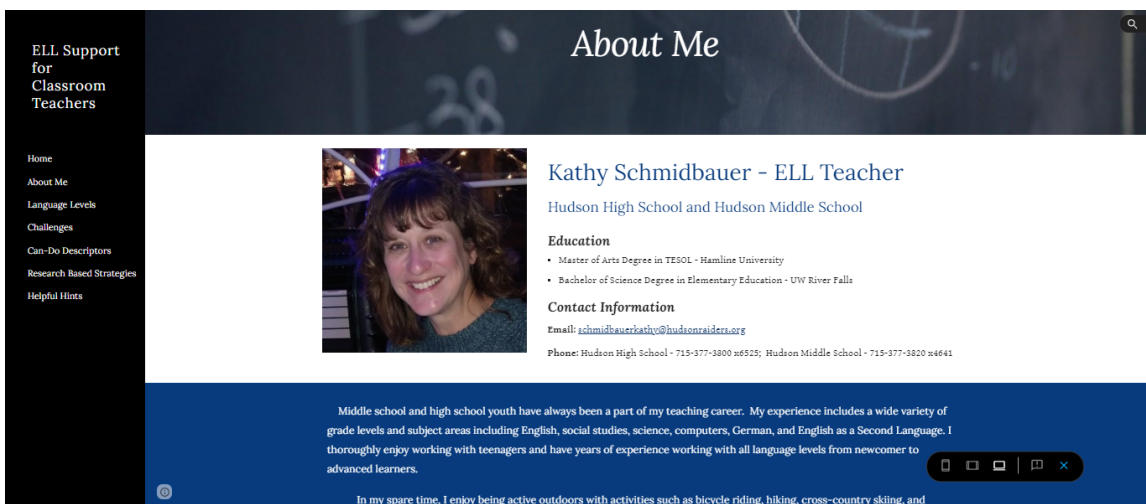 ELL Support
for
Classroom
Teachers
Home
About Me
Language Levels
Challenges
Can-Do Descriptors
Research Based Strategies
Helpful Hints
About Me
38
10
Kathy Schmidbauer - ELL Teacher
Hudson High School and Hudson Middle School
Education
• Master of Arts Degree in TESOL - Hamline University
• Bachelor of Science Degree in Elementary Education - UW River Falls
Contact Information
Email: schmidbauerkathy@hudsonraiders.org
Phone: Hudson High School - 715-377-3800 x6525; Hudson Middle School - 715-377-3820 x4641
Middle school and high school youth have always been a part of my teaching career. My experience includes a wide variety of
grade levels and subject areas including English, social studies, science, computers, German, and English as a Second Language. I
thoroughly enjoy working with teenagers and have years of experience working with all language levels from newcomer to
advanced learners.
In my spare time, I enjoy being active outdoors with activities such as bicycle riding, hiking, cross-country skiing, and